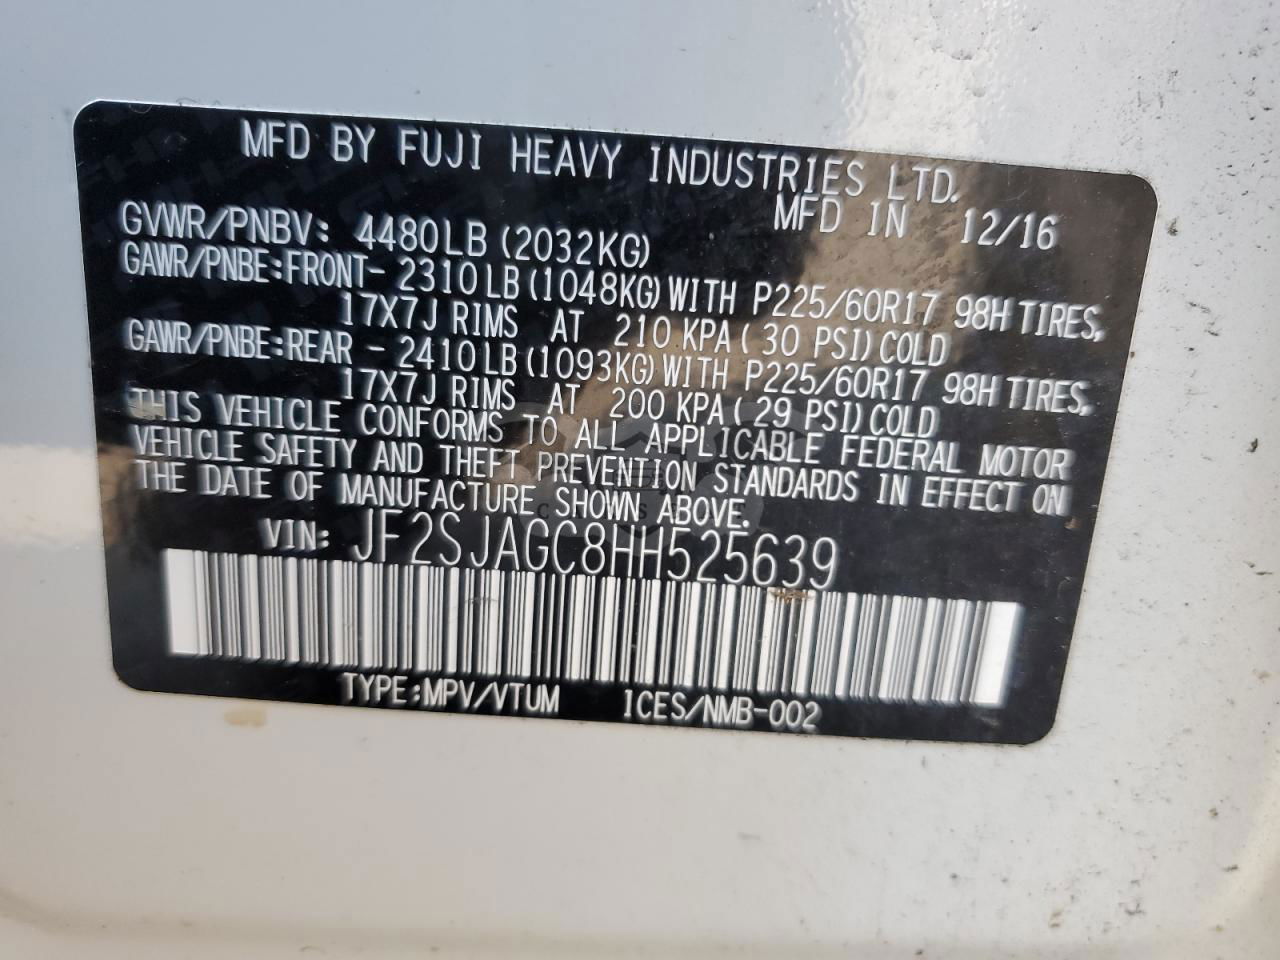 MFD BY FUJI HEAVY INDUSTRIES LTD.
MFD IN 12/16
GVWR/PNBV: 4480LB (2032KG)
GAWR/PNBE:FRONT- 2310LB (1048KG) WITH P225/60R17 98H TIRES,
17X7J RIMS AT 210 KPA ( 30 PSI) COLD
GAWR/PNBE:REAR - 2410LB (1093KG) WITH P225/60R17 98H TIRES,
17X7J RIMS AT 200 KPA ( 29 PSI) COLD
THIS VEHICLE CONFORMS TO ALL APPLICABLE FEDERAL MOTOR
VEHICLE SAFETY AND THEFT PREVENTION STANDARDS IN EFFECT ON
THE DATE OF MANUFACTURE SHOWN ABOVE.
VIN: JF2SJAGC8HH525639
TYPE:MPV/VTUM ICES/NMB-002